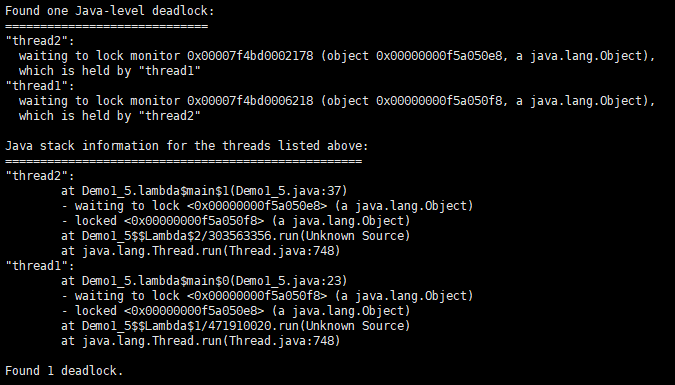 Found one Java-level deadlock:
=============================
"thread2":
  waiting to lock monitor 0x00007f4bd0002178 (object 0x00000000f5a050e8, a java.lang.Object),
  which is held by "thread1"
"thread1":
  waiting to lock monitor 0x00007f4bd0006218 (object 0x00000000f5a050f8, a java.lang.Object),
  which is held by "thread2"

Java stack information for the threads listed above:
===================================================
"thread2":
        at Demo1_5.lambda$main$1(Demo1_5.java:37)
        - waiting to lock <0x00000000f5a050e8> (a java.lang.Object)
        - locked <0x00000000f5a050f8> (a java.lang.Object)
        at Demo1_5$$Lambda$2/303563356.run(Unknown Source)
        at java.lang.Thread.run(Thread.java:748)
"thread1":
        at Demo1_5.lambda$main$0(Demo1_5.java:23)
        - waiting to lock <0x00000000f5a050f8> (a java.lang.Object)
        - locked <0x00000000f5a050e8> (a java.lang.Object)
        at Demo1_5$$Lambda$1/471910020.run(Unknown Source)
        at java.lang.Thread.run(Thread.java:748)

Found 1 deadlock.